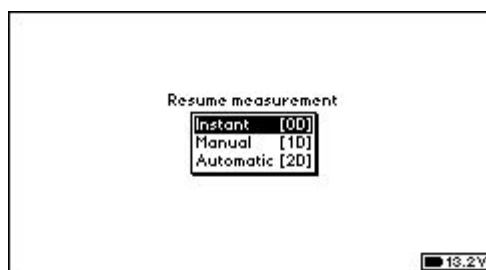 Resume measurement
Instant [0D]
Manual [1D]
Automatic [2D]
13.2V